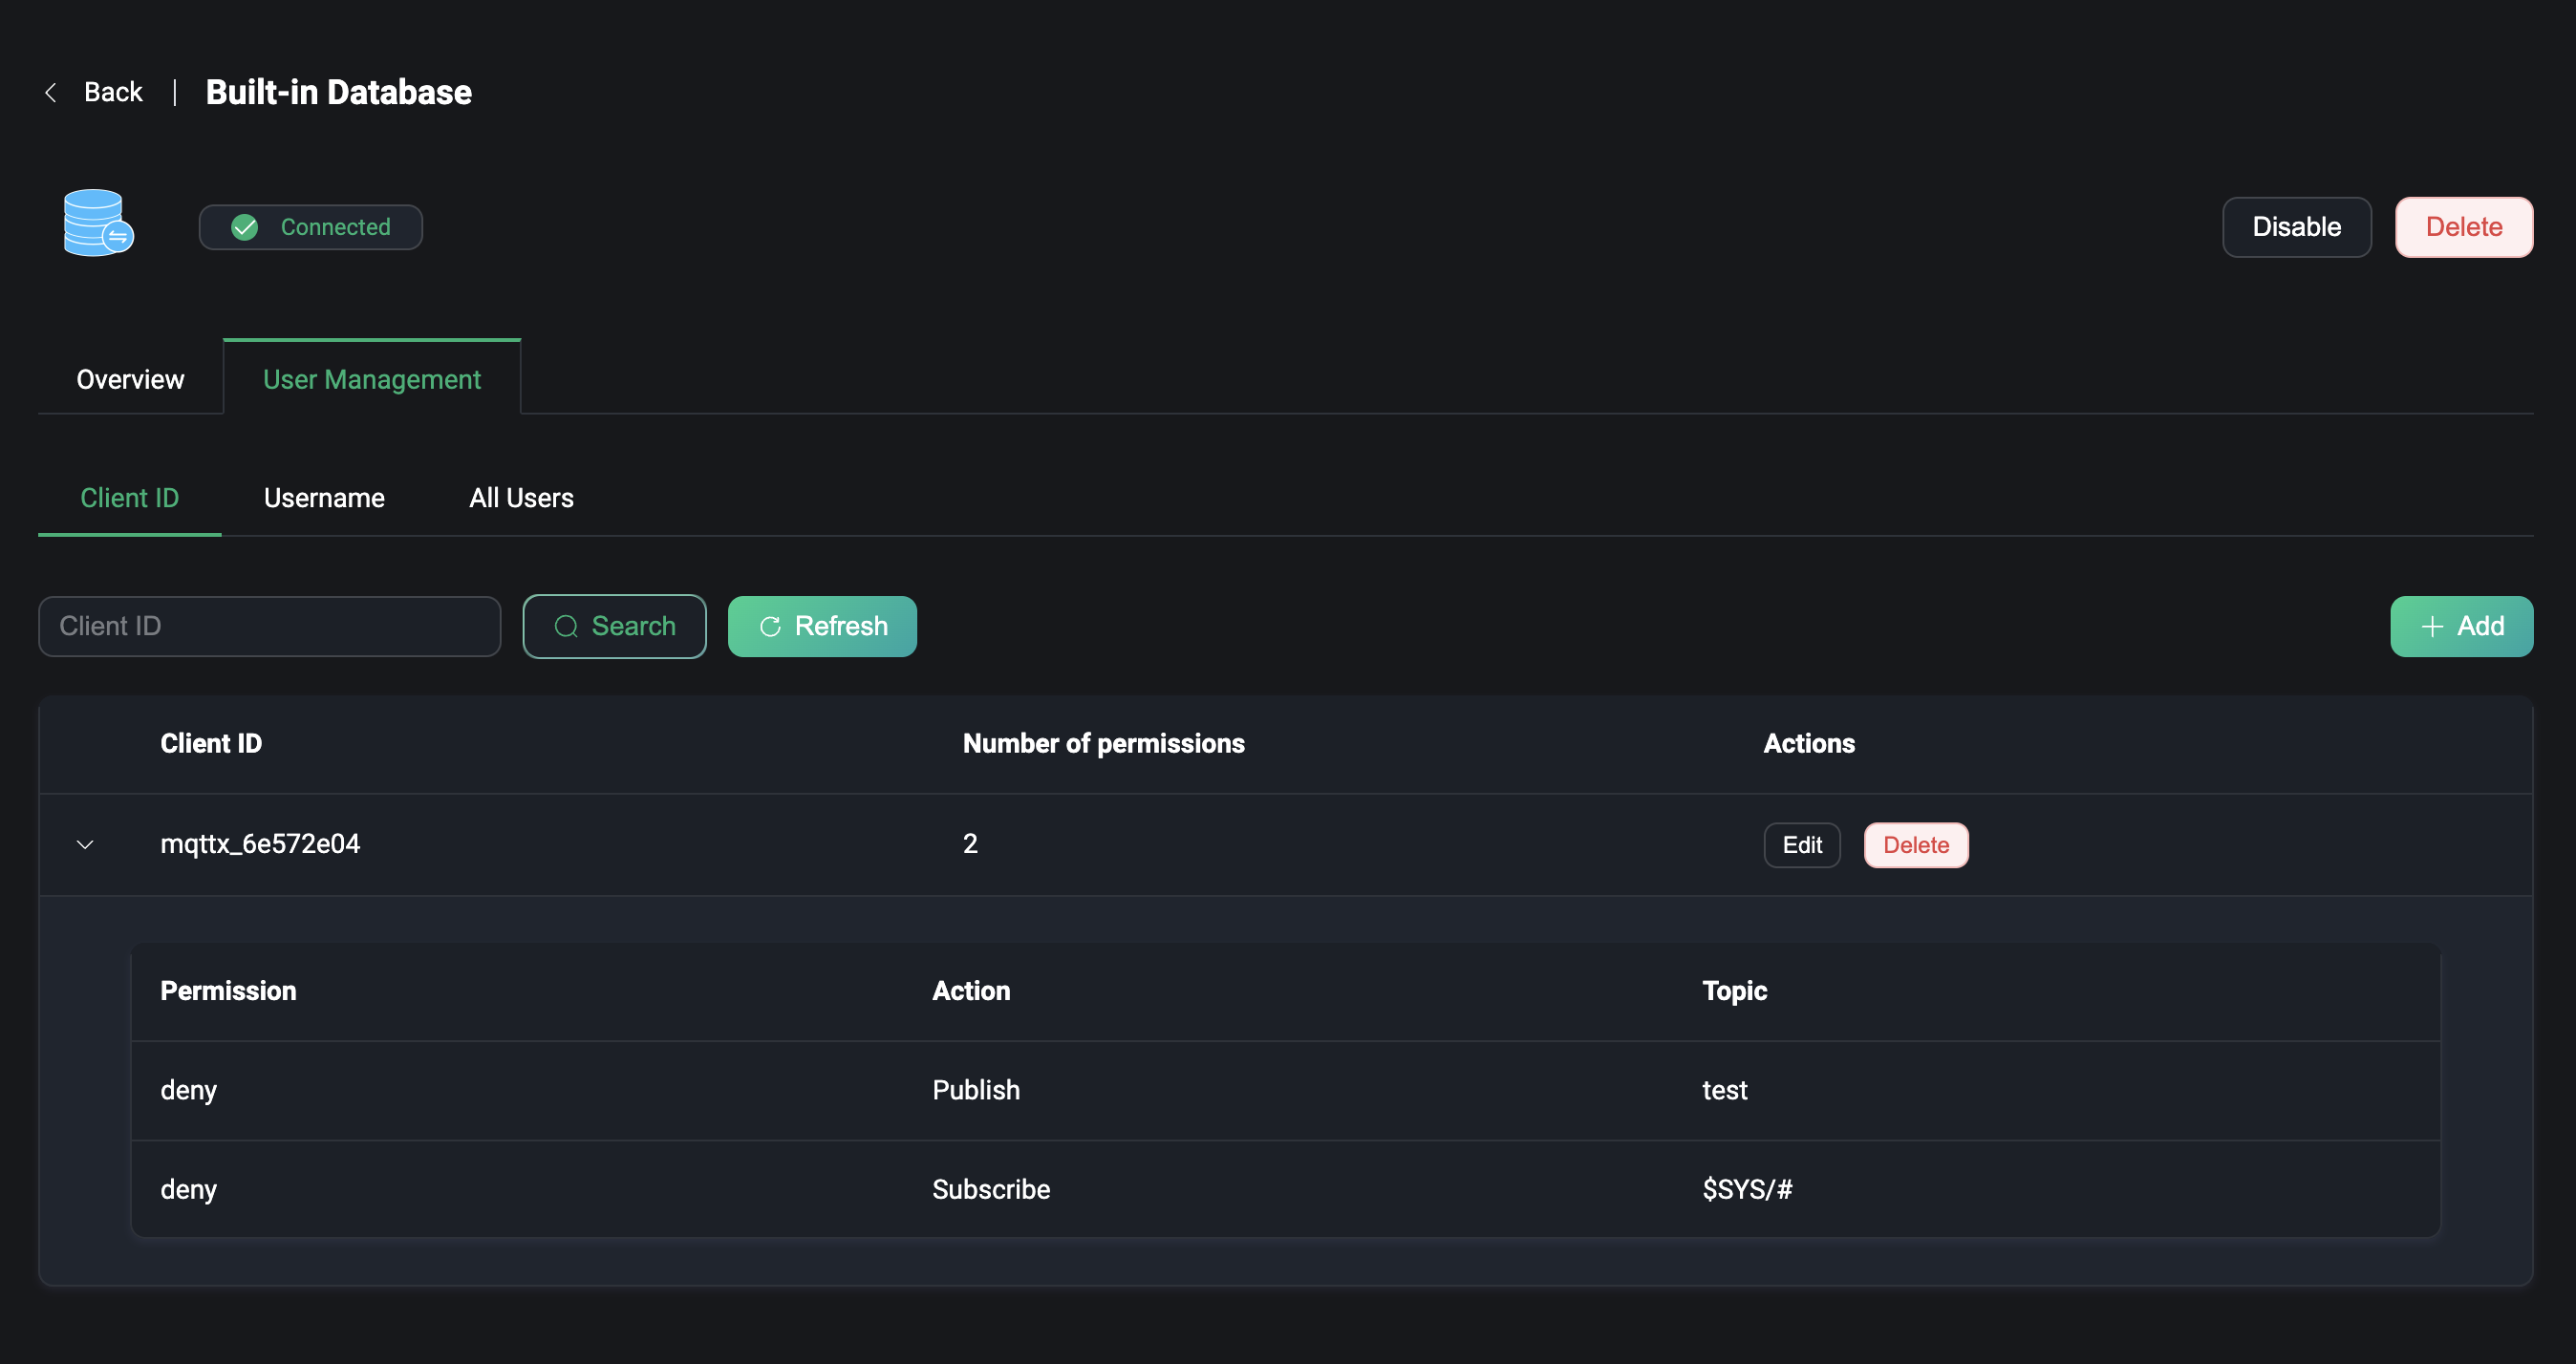 Back | Built-in Database
Connected
Disable Delete
Overview User Management
Client ID Username All Users
Client ID Search Refresh + Add
Client ID Number of permissions Actions
mqttx_6e572e04 2 Edit Delete
Permission Action Topic
deny Publish test
deny Subscribe $SYS/#